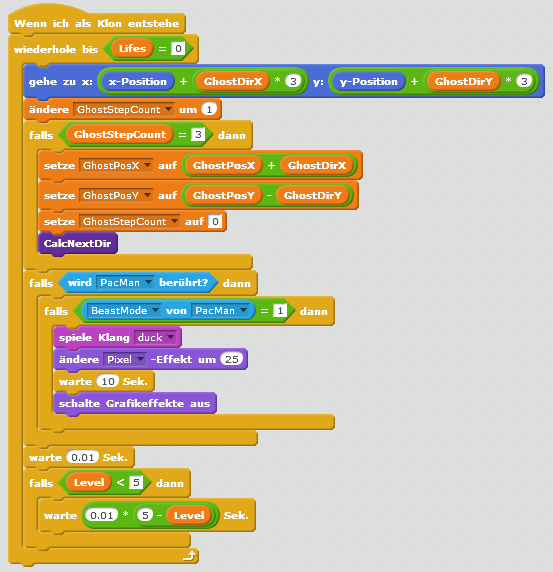 Wenn ich als Klon entstehe
wiederhole bis Lifes = 0
gehe zu x: x-Position + GhostDirX * 3 y: y-Position + GhostDirY * 3
ändere GhostStepCount um 1
falls GhostStepCount = 3 dann
setze GhostPosX auf GhostPosX + GhostDirX
setze GhostPosY auf GhostPosY - GhostDirY
setze GhostStepCount auf 0
CalcNextDir
falls wird PacMan berührt? dann
falls BeastMode von PacMan = 1 dann
spiele Klang duck
ändere Pixel -Effekt um 25
warte 10 Sek.
schalte Grafikeffekte aus
warte 0.01 Sek.
falls Level < 5 dann
warte 0.01 * 5 - Level Sek.